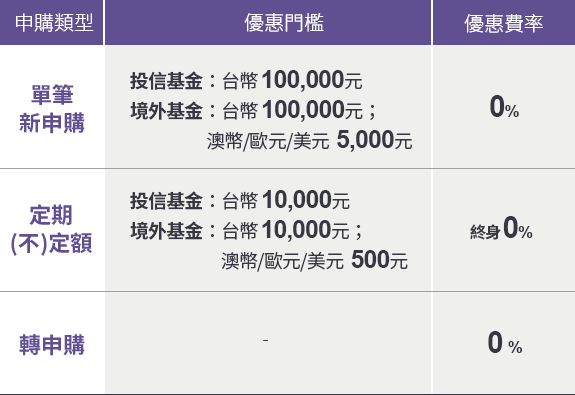 申購類型 優惠門檻 優惠費率
單筆
新申購
投信基金：台幣100,000元
境外基金：台幣100,000元；
澳幣/歐元/美元 5,000元
0%
定期
(不)定額
投信基金：台幣10,000元
境外基金：台幣10,000元；
澳幣/歐元/美元 500元
終身0%
轉申購
-
0 %